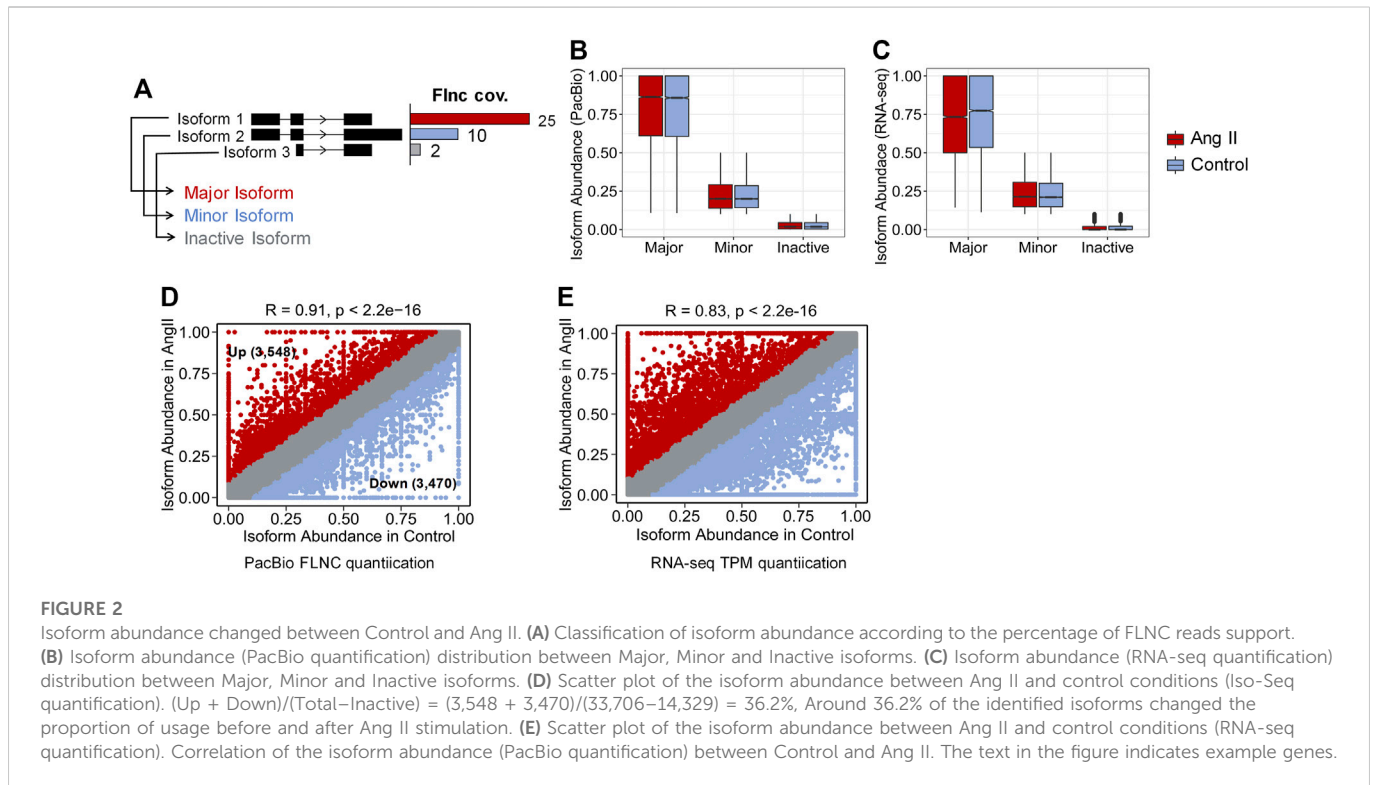 A
Flnc cov.
Isoform 1
25
Isoform 2
10
Isoform 3
2
Major Isoform
Minor Isoform
Inactive Isoform
B
Isoform Abundance (PacBio)
1.00
0.75
0.50
0.25
0.00
Major
Minor
Inactive
C
Isoform Abundace (RNA-seq)
1.00
0.75
0.50
0.25
0.00
Major
Minor
Inactive
Ang II
Control
D
R = 0.91, p < 2.2e−16
Isoform Abundance in AngII
1.00
0.75
0.50
0.25
0.00
Up (3,548)
Down (3,470)
0.00 0.25 0.50 0.75 1.00
Isoform Abundance in Control
PacBio FLNC quantiication
E
R = 0.83, p < 2.2e-16
Isoform Abundance in AngII
1.00
0.75
0.50
0.25
0.00
0.00 0.25 0.50 0.75 1.00
Isoform Abundance in Control
RNA-seq TPM quantiication
FIGURE 2
Isoform abundance changed between Control and Ang II. (A) Classification of isoform abundance according to the percentage of FLNC reads support.
(B) Isoform abundance (PacBio quantification) distribution between Major, Minor and Inactive isoforms. (C) Isoform abundance (RNA-seq quantification)
distribution between Major, Minor and Inactive isoforms. (D) Scatter plot of the isoform abundance between Ang II and control conditions (Iso-Seq
quantification). (Up + Down)/(Total–Inactive) = (3,548 + 3,470)/(33,706–14,329) = 36.2%, Around 36.2% of the identified isoforms changed the
proportion of usage before and after Ang II stimulation. (E) Scatter plot of the isoform abundance between Ang II and control conditions (RNA-seq
quantification). Correlation of the isoform abundance (PacBio quantification) between Control and Ang II. The text in the figure indicates example genes.